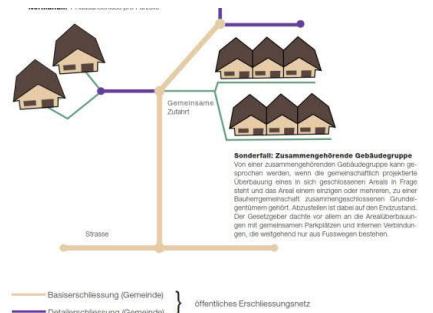 Gemeinsame
Zufahrt
Sonderfall: Zusammengehörende Gebäudegruppe
Von einer zusammengehörenden Gebäudegruppe kann ge-
sprochen werden, wenn die gemeinschaftlich projektierte
Überbauung eines in sich geschlossenen Areals in Frage
steht und das Areal einem einzigen oder mehreren, zu einer
Bauherrengemeinschaft zusammengeschlossenen Grundei-
gentümern gehört. Abzustellen ist dabei auf den Endzustand.
Der Gesetzgeber dachte vor allem an die Arealüberbauun-
gen mit gemeinsamen Parkplätzen und internen Verbindun-
gen, die weitgehend nur aus Fusswegen bestehen.
Strasse
Basiserschliessung (Gemeinde)
öffentliches Erschliessungsnetz
Detailerschliessung (Gemeinde)